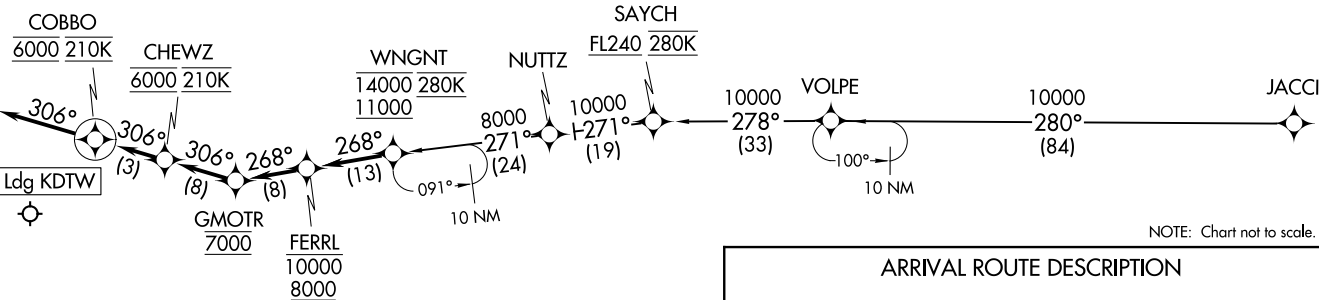 COBBO
6000 210K
CHEWZ
6000 210K
WNGNT
14000 280K
11000
NUTTZ
SAYCH
FL240 280K
VOLPE
JACCI
306°
306°
(3)
306°
(8)
268°
(8)
268°
(13)
8000
271°
(24)
10000
271°
(19)
10000
278°
(33)
10000
280°
(84)
091°
10 NM
100°
10 NM
Ldg KDTW
GMOTR
7000
FERRL
10000
8000
NOTE: Chart not to scale.
ARRIVAL ROUTE DESCRIPTION